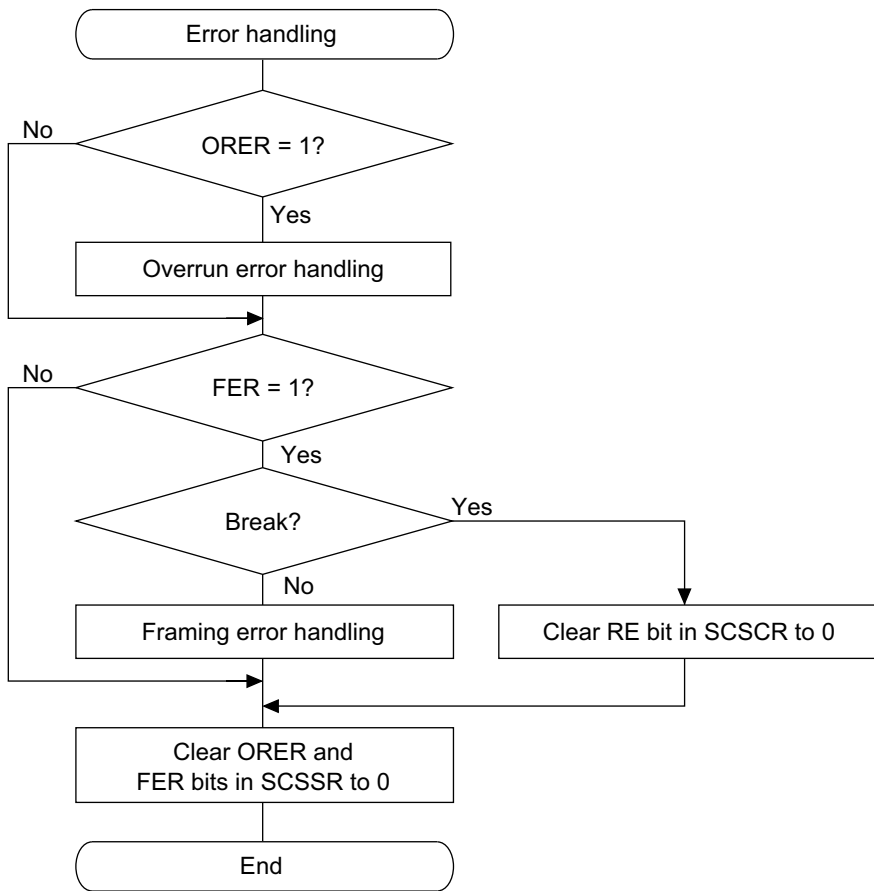 Error handling
No
ORER = 1?
Yes
Overrun error handling
No
FER = 1?
Yes
Break?
Yes
No
Framing error handling
Clear RE bit in SCSCR to 0
Clear ORER and
FER bits in SCSSR to 0
End